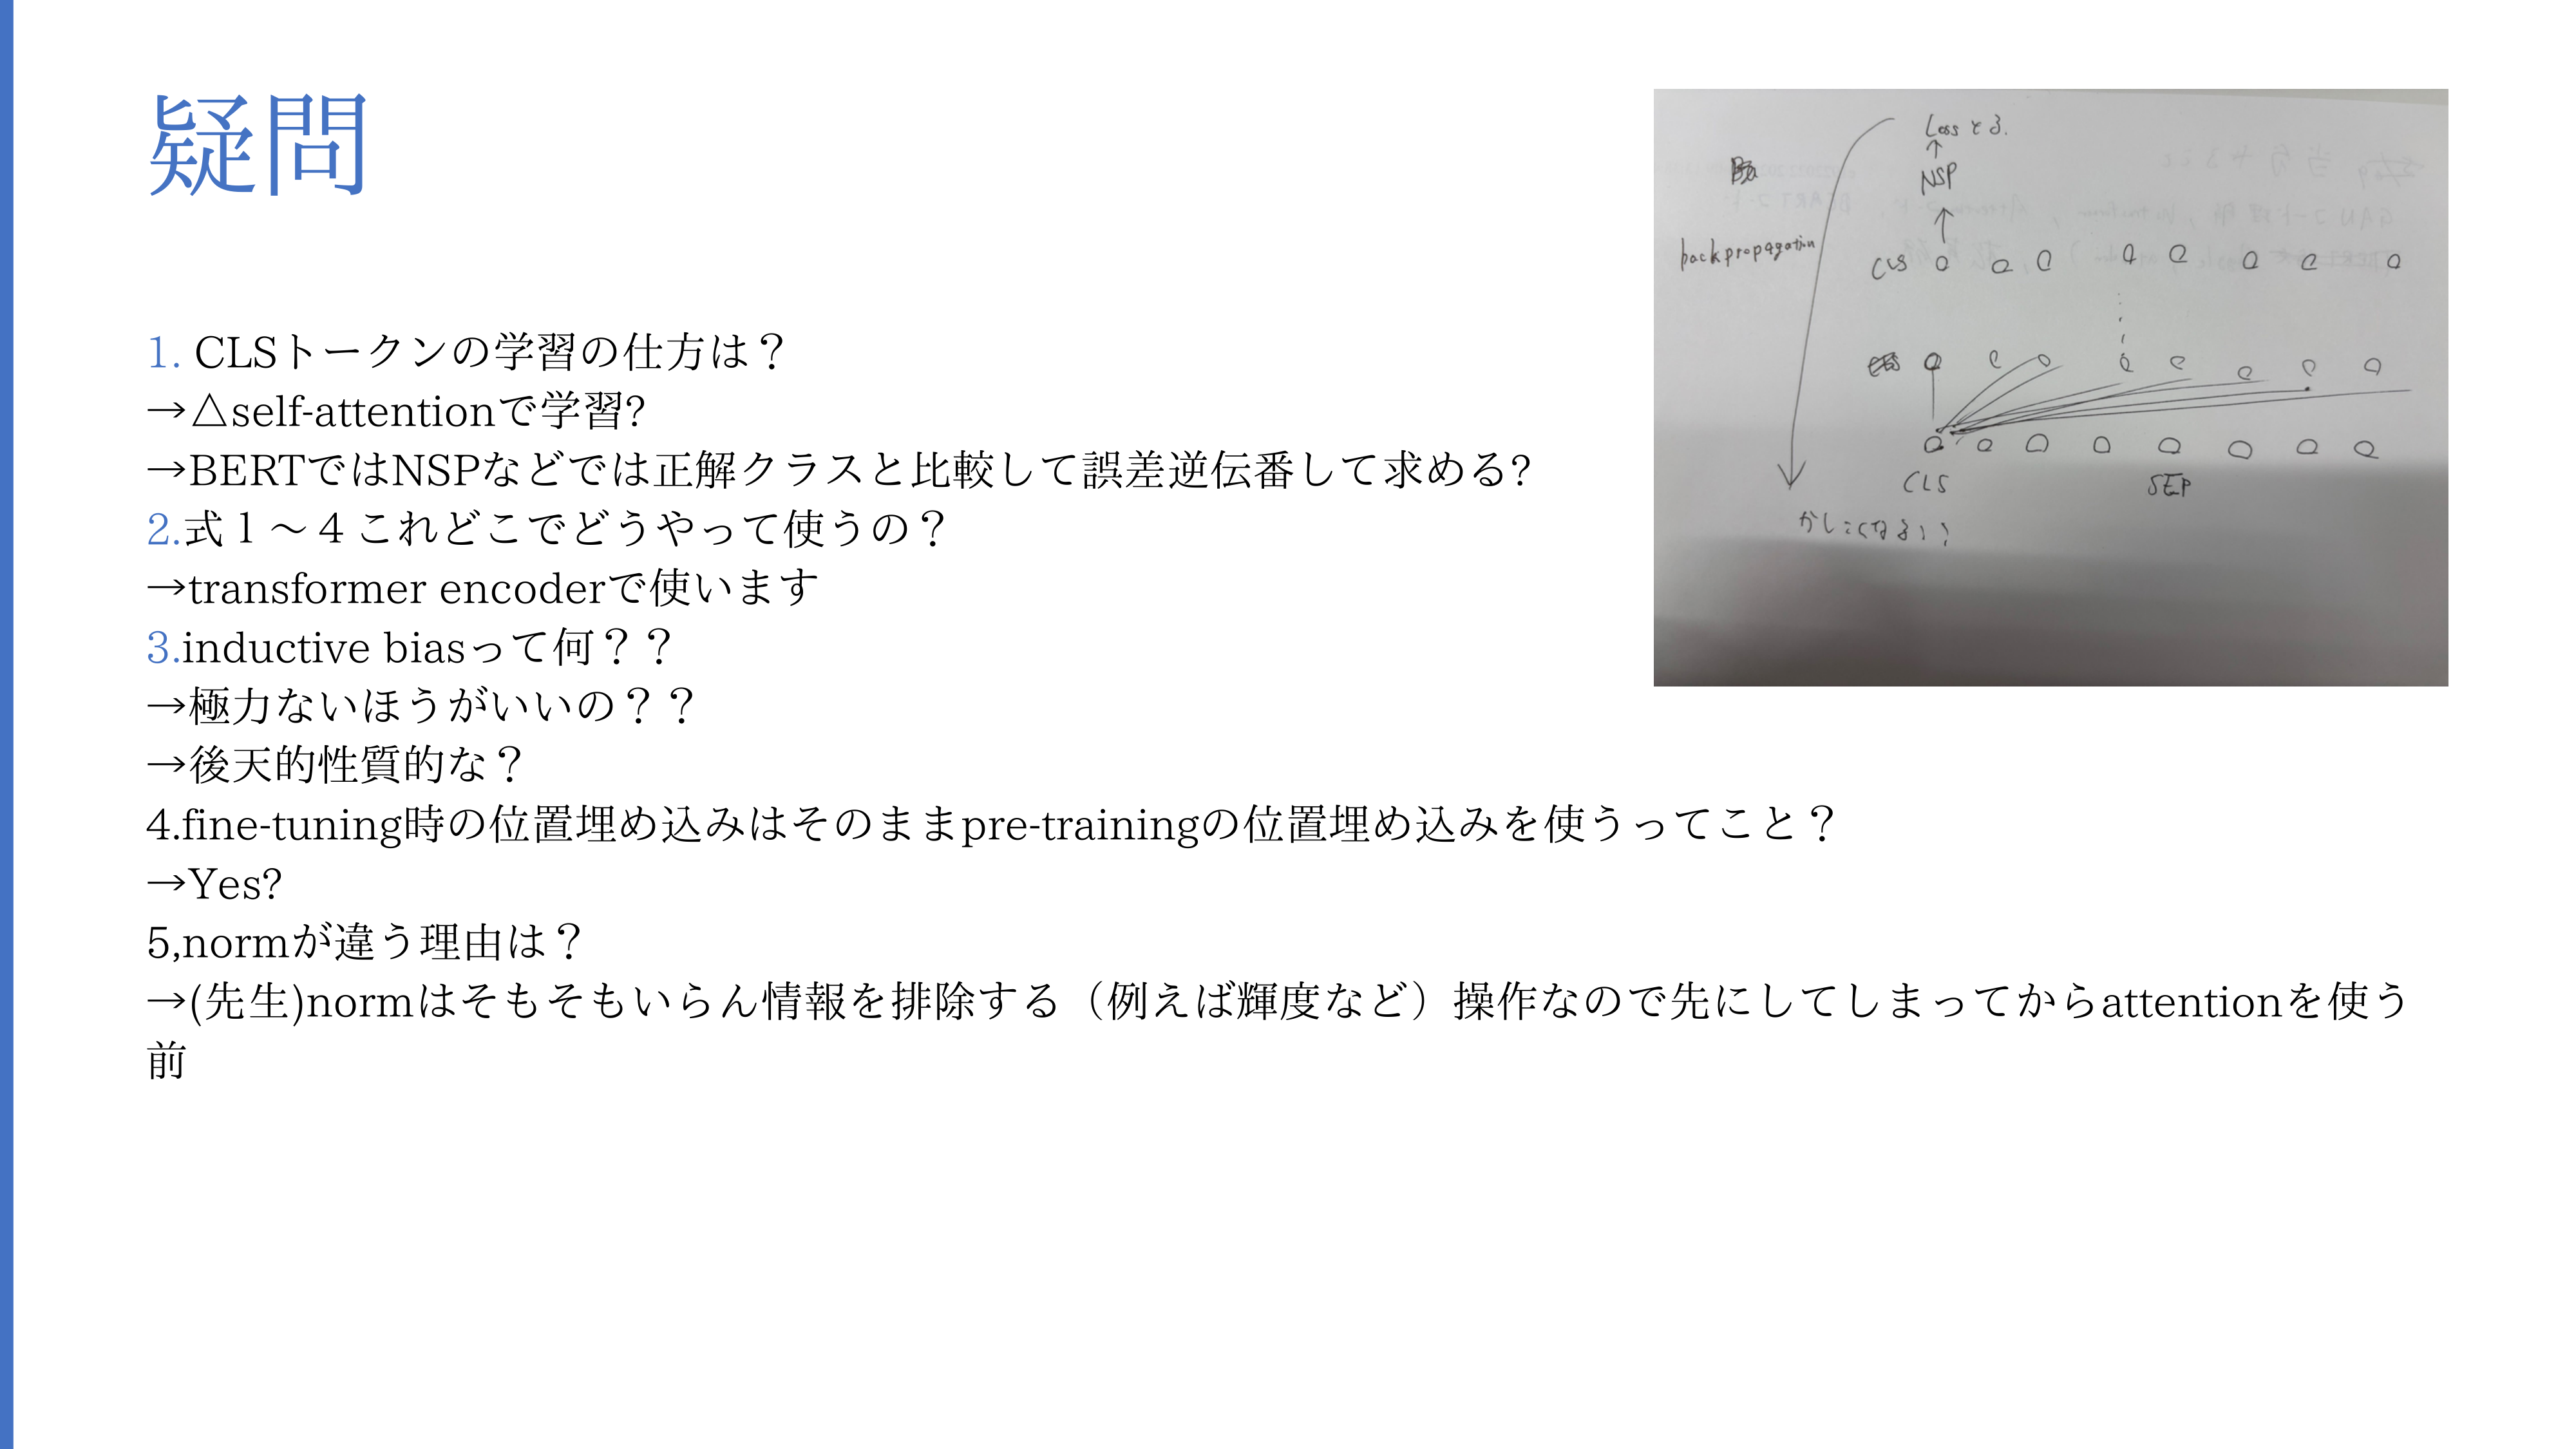 疑問
1. CLSトークンの学習の仕方は？
→△self-attentionで学習?
→BERTではNSPなどでは正解クラスと比較して誤差逆伝番して求める?
2.式１～４これどこでどうやって使うの？
→transformer encoderで使います
3.inductive biasって何？？
→極力ないほうがいいの？？
→後天的性質的な？
4.fine-tuning時の位置埋め込みはそのままpre-trainingの位置埋め込みを使うってこと？
→Yes?
5,normが違う理由は？
→(先生)normはそもそもいらん情報を排除する（例えば輝度など）操作なので先にしてしまってからattentionを使う
前
Lossとる.
NSP
backpropagation
CLS
CLS
SEP
かしこくなる！！